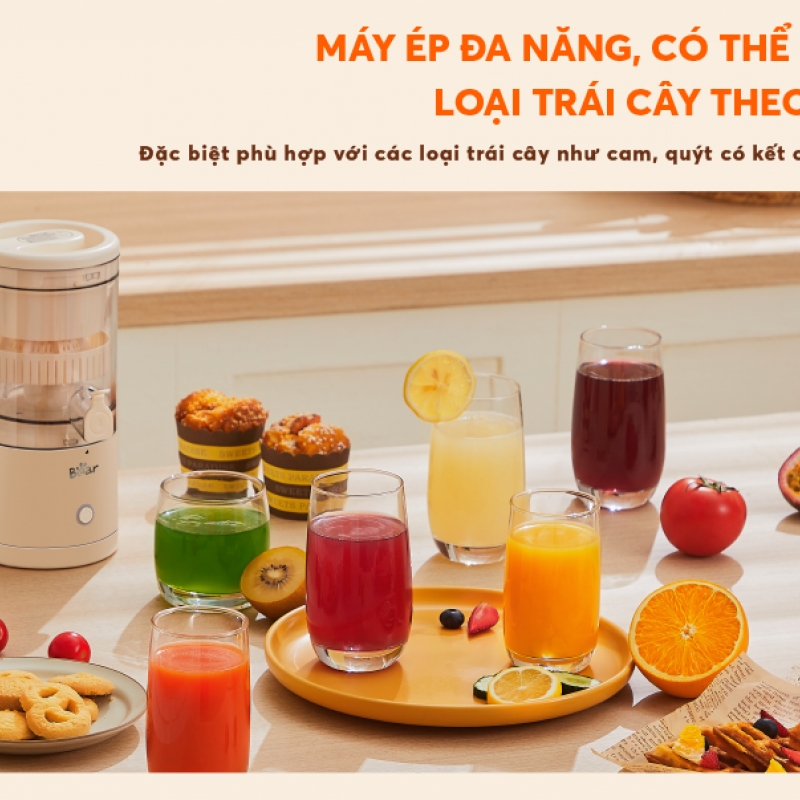 MÁY ÉP ĐA NĂNG, CÓ THỂ
LOẠI TRÁI CÂY THEO
Đặc biệt phù hợp với các loại trái cây như cam, quýt có kết c
Bear